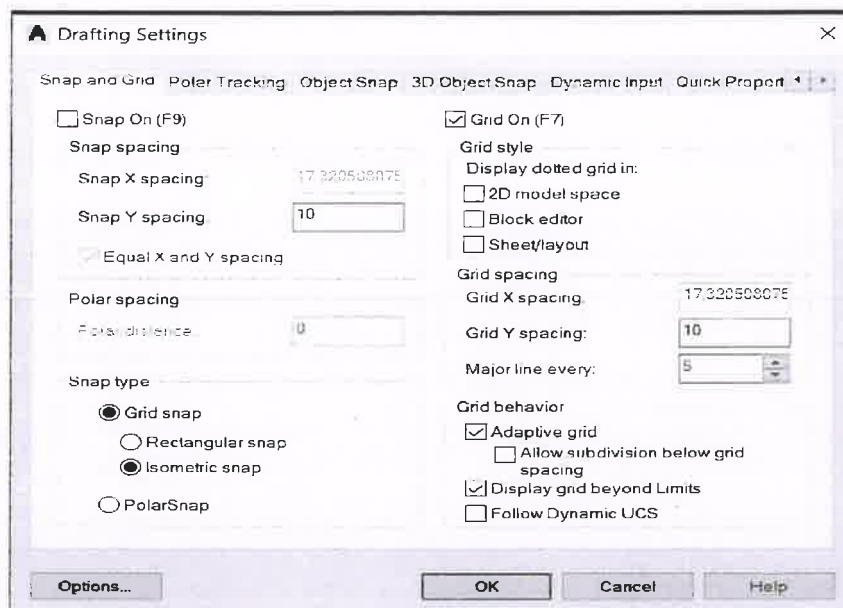 Drafting Settings
Snap and Grid Polar Tracking Object Snap 3D Object Snap Dynamic Input Quick Propert
Snap On (F9)
Snap spacing
Snap X spacing:
Snap Y spacing
10
Equal X and Y spacing
Polar spacing
Polar distance
0
Snap type
Grid snap
Rectangular snap
Isometric snap
PolarSnap
Grid On (F7)
Grid style
Display dotted grid in:
2D model space
Block editor
Sheet/layout
Grid spacing
Grid X spacing
Grid Y spacing:
10
Major line every:
5
Grid behavior
Adaptive grid
Allow subdivision below grid
spacing
Display grid beyond Limits
Follow Dynamic UCS
Options...
OK
Cancel
Help